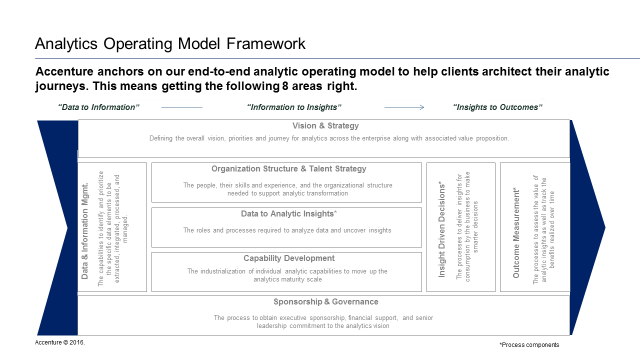 Analytics Operating Model Framework
Accenture anchors on our end-to-end analytic operating model to help clients architect their analytic
journeys. This means getting the following 8 areas right.
"Data to Information"
"Information to Insights"
"Insights to Outcomes"
Vision & Strategy
Defining the overall vision, priorities and journey for analytics across the enterprise along with associated value proposition.
Data & Information Mgmt.
The capabilities to identify and prioritize
the specific data elements to be
extracted, integrated, processed, and
managed.
Organization Structure & Talent Strategy
The people, their skills and experience, and the organizational structure
needed to support analytic transformation
Data to Analytic Insights*
The roles and processes required to analyze data and uncover insights
Capability Development
The industrialization of individual analytic capabilities to move up the
analytics maturity scale
Insight Driven Decisions*
The processes to deliver insights for
consumption by the business to make
smarter decisions
Outcome Measurement*
The processes to assess the value of
analytic insights as well as track the
benefits realized over time
Sponsorship & Governance
The process to obtain executive sponsorship, financial support, and senior
leadership commitment to the analytics vision
Accenture © 2016.
*Process components